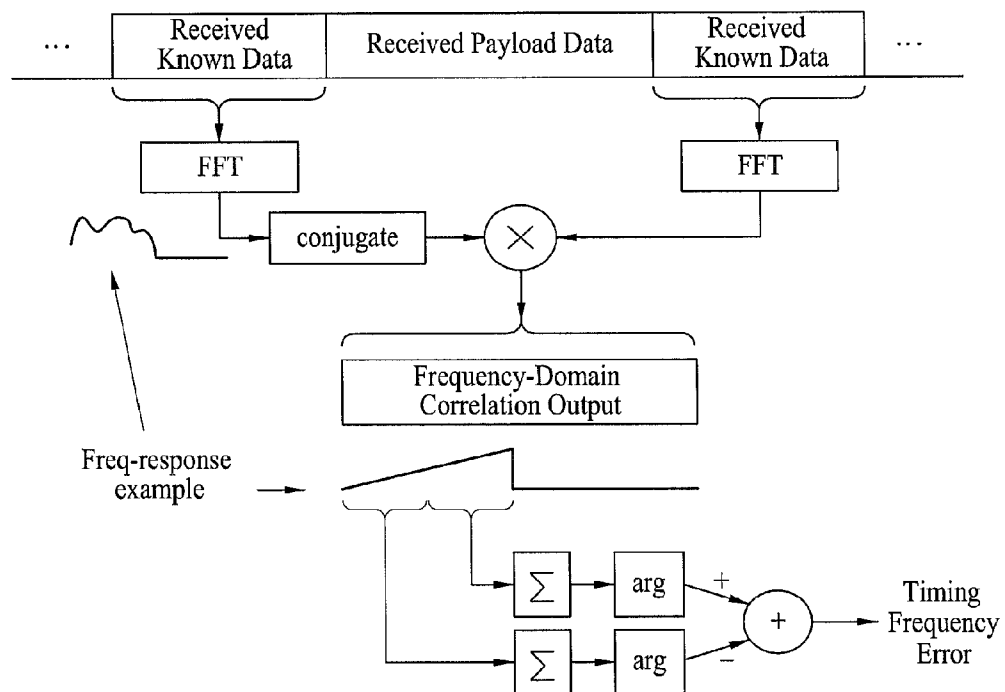 ... Received Known Data Received Payload Data Received Known Data ...
FFT
FFT
conjugate
×
Frequency-Domain
Correlation Output
Freq-response
example
∑
arg
+
∑
arg
−
+
Timing
Frequency
Error